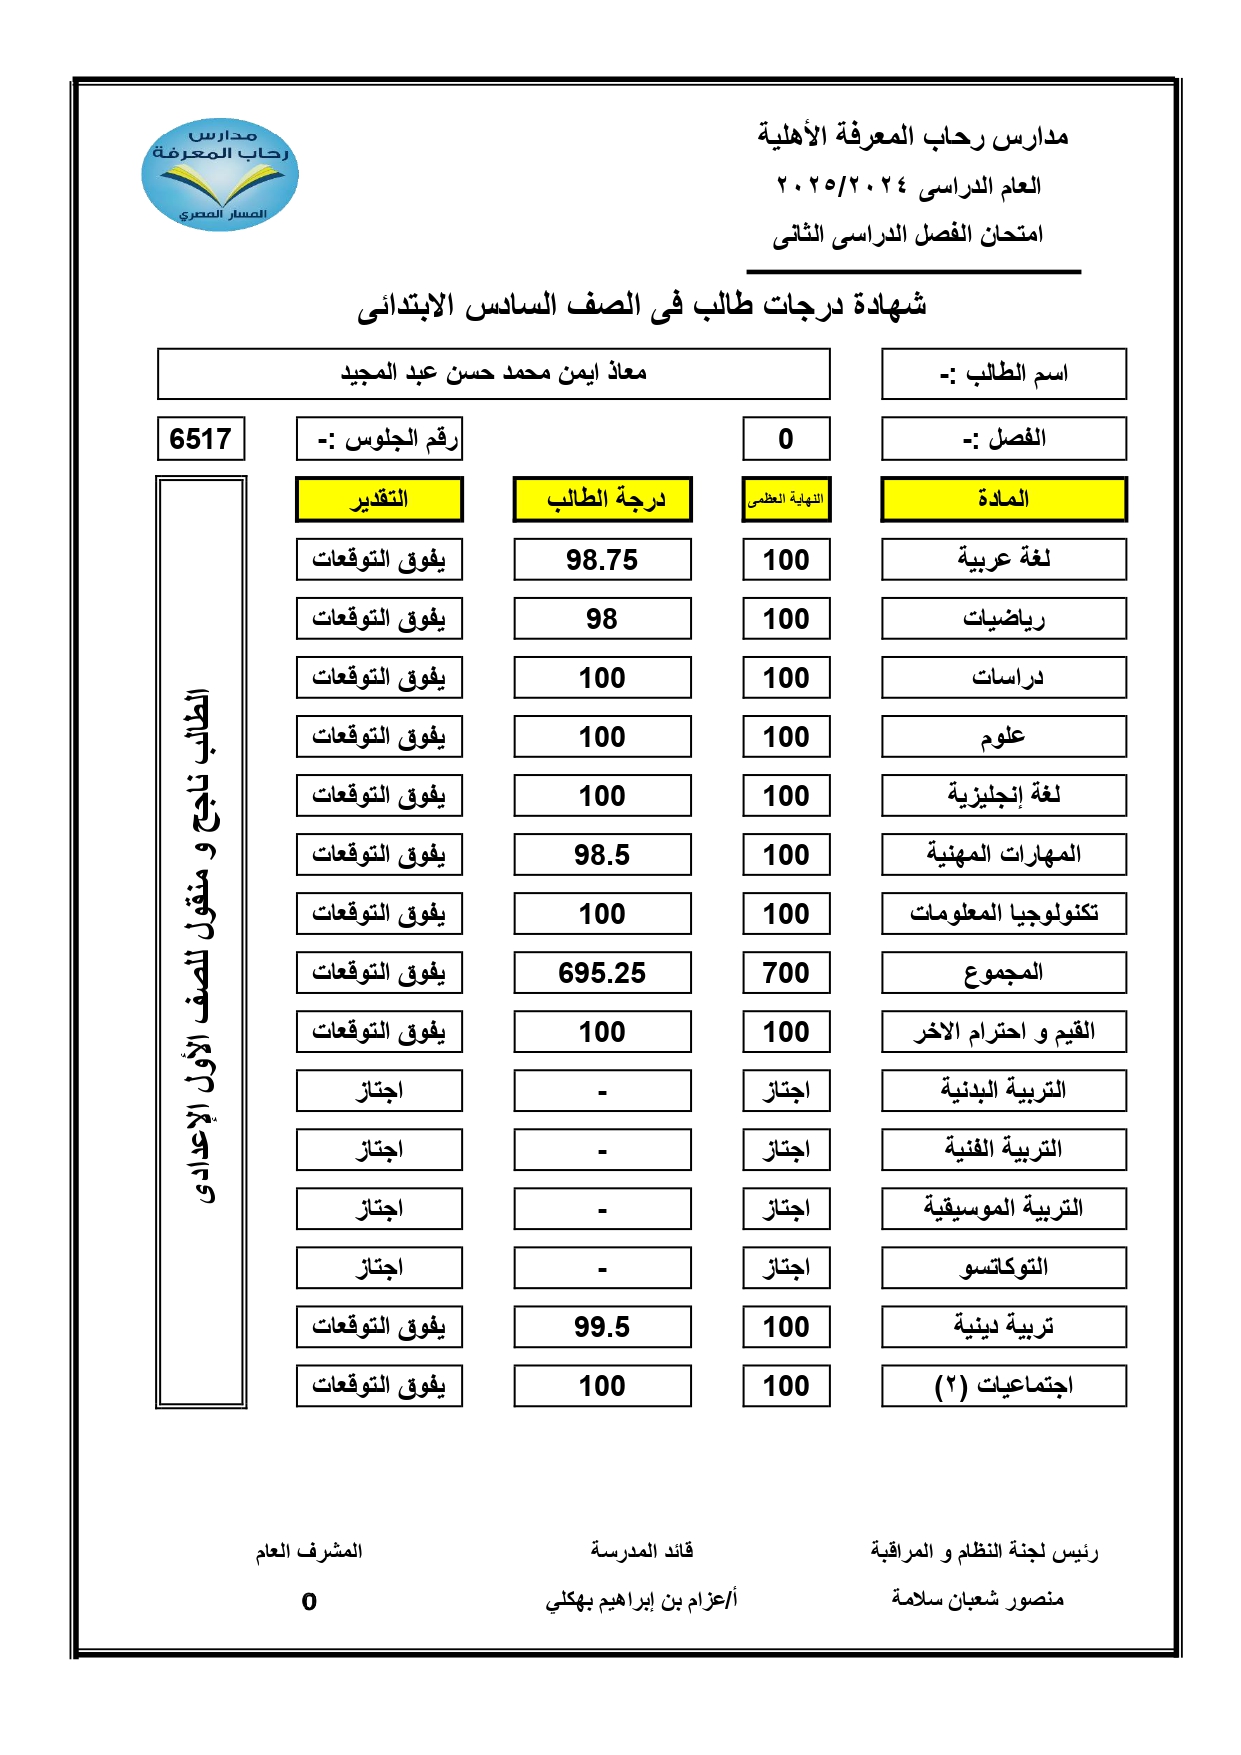 مدارس رحاب المعرفة الأهلية
العام الدراسى ٢٠٢٥/٢٠٢٤
امتحان الفصل الدراسى الثانى
مدارس
رحاب المعرفة
المسار المصري
شهادة درجات طالب فى الصف السادس الابتدائى
اسم الطالب :- معاذ ايمن محمد حسن عبد المجيد
الفصل :- 0 رقم الجلوس :- 6517
المادة النهاية العظمى درجة الطالب التقدير
لغة عربية 100 98.75 يفوق التوقعات
رياضيات 100 98 يفوق التوقعات
دراسات 100 100 يفوق التوقعات
علوم 100 100 يفوق التوقعات
لغة إنجليزية 100 100 يفوق التوقعات
المهارات المهنية 100 98.5 يفوق التوقعات
تكنولوجيا المعلومات 100 100 يفوق التوقعات
المجموع 700 695.25 يفوق التوقعات
القيم و احترام الاخر 100 100 يفوق التوقعات
التربية البدنية اجتاز - اجتاز
التربية الفنية اجتاز - اجتاز
التربية الموسيقية اجتاز - اجتاز
التوكاتسو اجتاز - اجتاز
تربية دينية 100 99.5 يفوق التوقعات
اجتماعيات (٢) 100 100 يفوق التوقعات
الطالب ناجح و منقول للصف الأول الإعدادى
رئيس لجنة النظام و المراقبة قائد المدرسة المشرف العام
منصور شعبان سلامة أ/عزام بن إبراهيم بهكلي 0